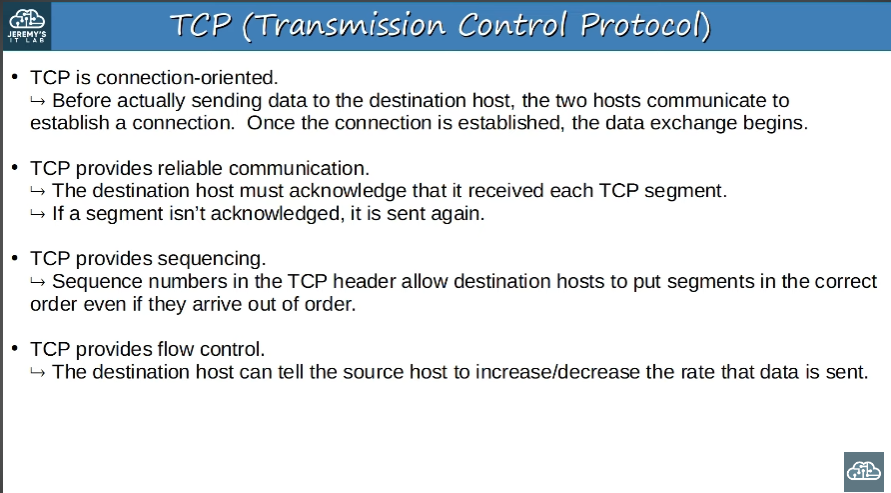 JEREMY'S
IT LAB
TCP (Transmission Control Protocol)
• TCP is connection-oriented.
↳ Before actually sending data to the destination host, the two hosts communicate to
establish a connection.  Once the connection is established, the data exchange begins.
• TCP provides reliable communication.
↳ The destination host must acknowledge that it received each TCP segment.
↳ If a segment isn't acknowledged, it is sent again.
• TCP provides sequencing.
↳ Sequence numbers in the TCP header allow destination hosts to put segments in the correct
order even if they arrive out of order.
• TCP provides flow control.
↳ The destination host can tell the source host to increase/decrease the rate that data is sent.